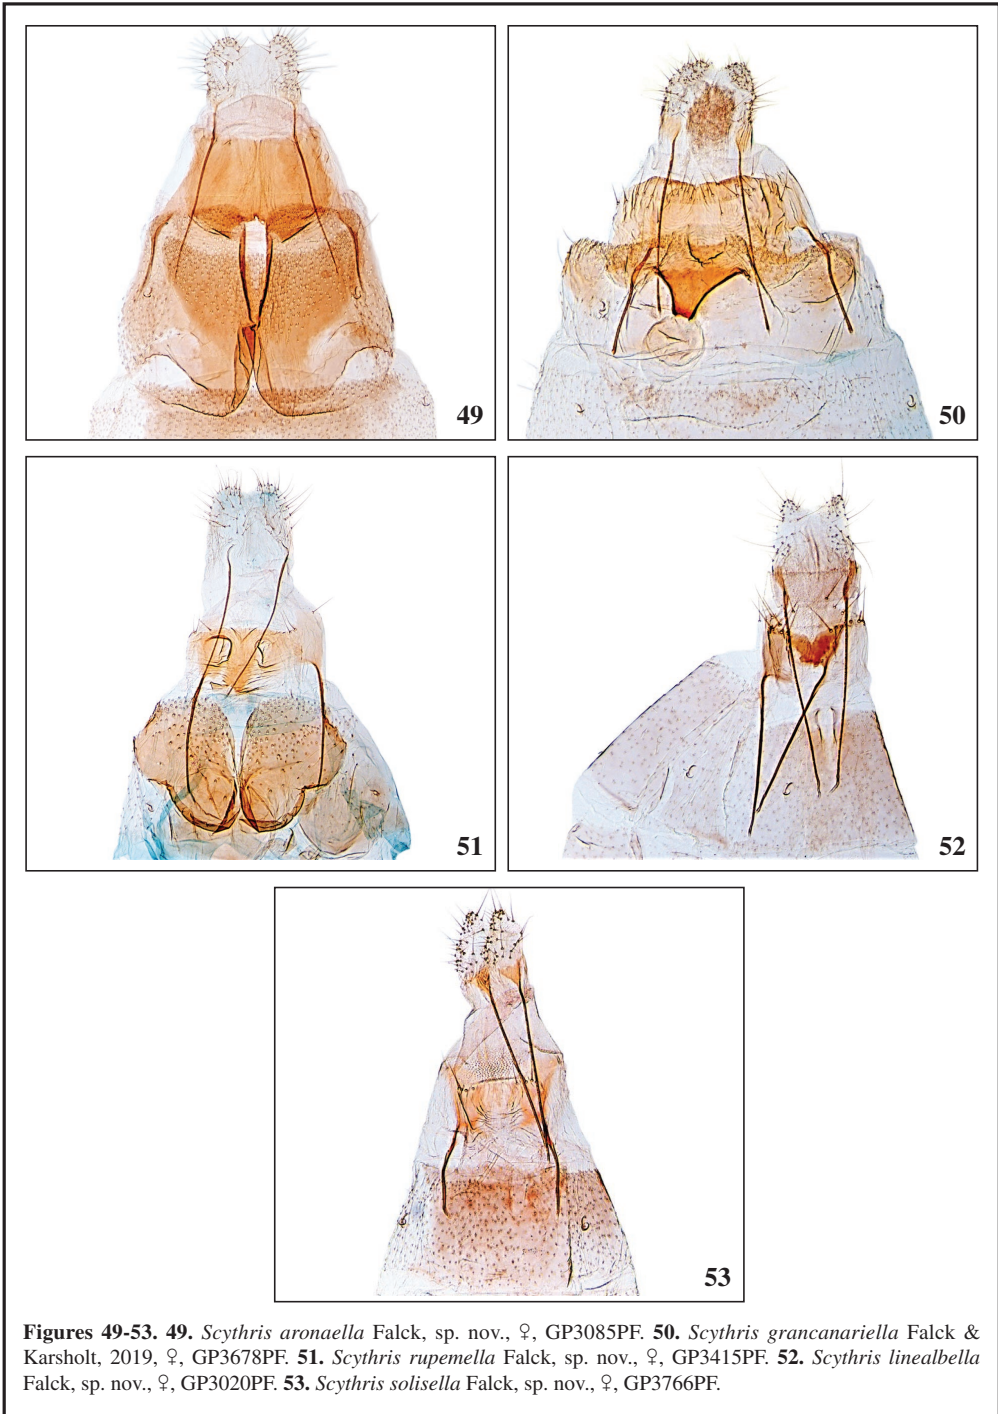 49
50
51
52
53
Figures 49-53. 49. Scythris aronaella Falck, sp. nov., ♀, GP3085PF. 50. Scythris grancanariella Falck &
Karsholt, 2019, ♀, GP3678PF. 51. Scythris rupemella Falck, sp. nov., ♀, GP3415PF. 52. Scythris linealbella
Falck, sp. nov., ♀, GP3020PF. 53. Scythris solisella Falck, sp. nov., ♀, GP3766PF.